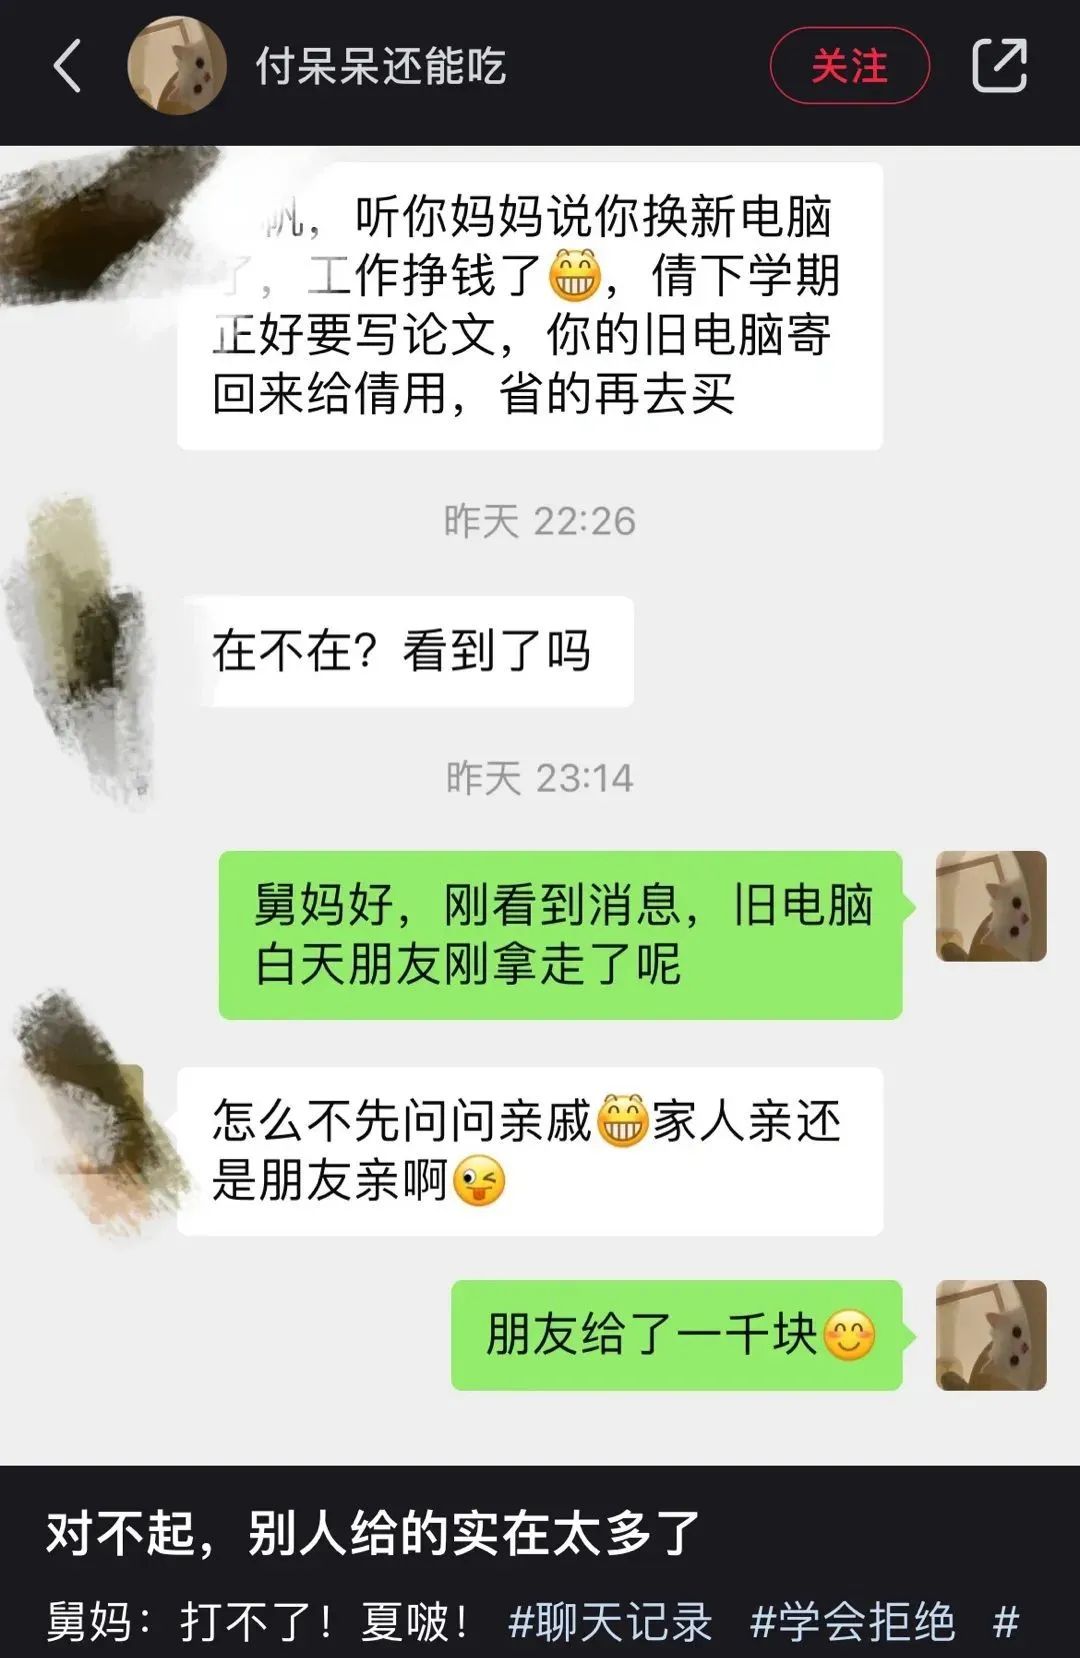 付呆呆还能吃
关注
帆，听你妈妈说你换新电脑
了，工作挣钱了😁，倩下学期
正好要写论文，你的旧电脑寄
回来给倩用，省的再去买
昨天 22:26
在不在？看到了吗
昨天 23:14
舅妈好，刚看到消息，旧电脑
白天朋友刚拿走了呢
怎么不先问问亲戚😁家人亲还
是朋友亲啊😜
朋友给了一千块😊
对不起，别人给的实在太多了
舅妈：打不了！夏啵！ #聊天记录 #学会拒绝 #